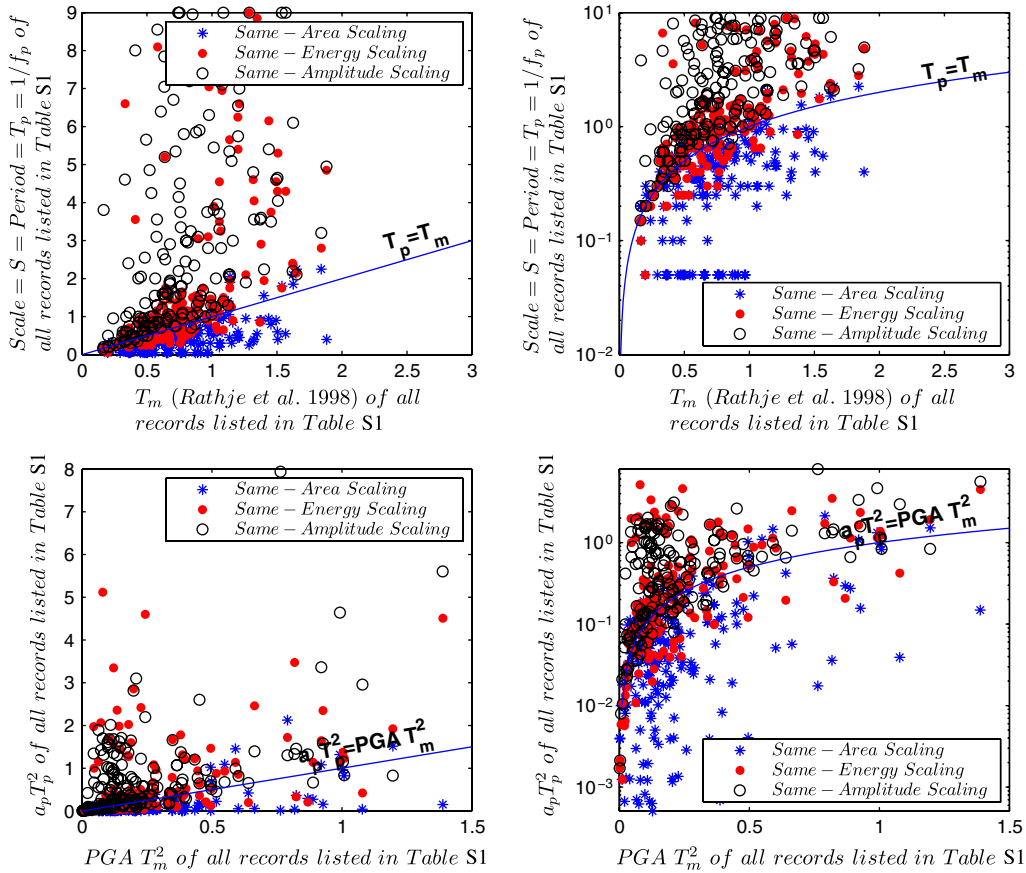 Scale = S = Period = T_p = 1/f_p of
all records listed in Table S1
9
8
7
6
5
4
3
2
1
0
Same − Area Scaling
Same − Energy Scaling
Same − Amplitude Scaling
T_p=T_m
0 0.5 1 1.5 2 2.5 3
T_m (Rathje et al. 1998) of all
records listed in Table S1
Scale = S = Period = T_p = 1/f_p of
all records listed in Table S1
10^1
10^0
10^−1
10^−2
T_p=T_m
Same − Area Scaling
Same − Energy Scaling
Same − Amplitude Scaling
0 0.5 1 1.5 2 2.5 3
T_m (Rathje et al. 1998) of all
records listed in Table S1
a_pT_p^2 of all records listed in Table S1
8
7
6
5
4
3
2
1
0
Same − Area Scaling
Same − Energy Scaling
Same − Amplitude Scaling
a_pT_p^2=PGA T_m^2
0 0.5 1 1.5
PGA T_m^2 of all records listed in Table S1
a_pT_p^2 of all records listed in Table S1
10^0
10^−1
10^−2
10^−3
a_pT_p^2=PGA T_m^2
Same − Area Scaling
Same − Energy Scaling
Same − Amplitude Scaling
0 0.5 1 1.5
PGA T_m^2 of all records listed in Table S1